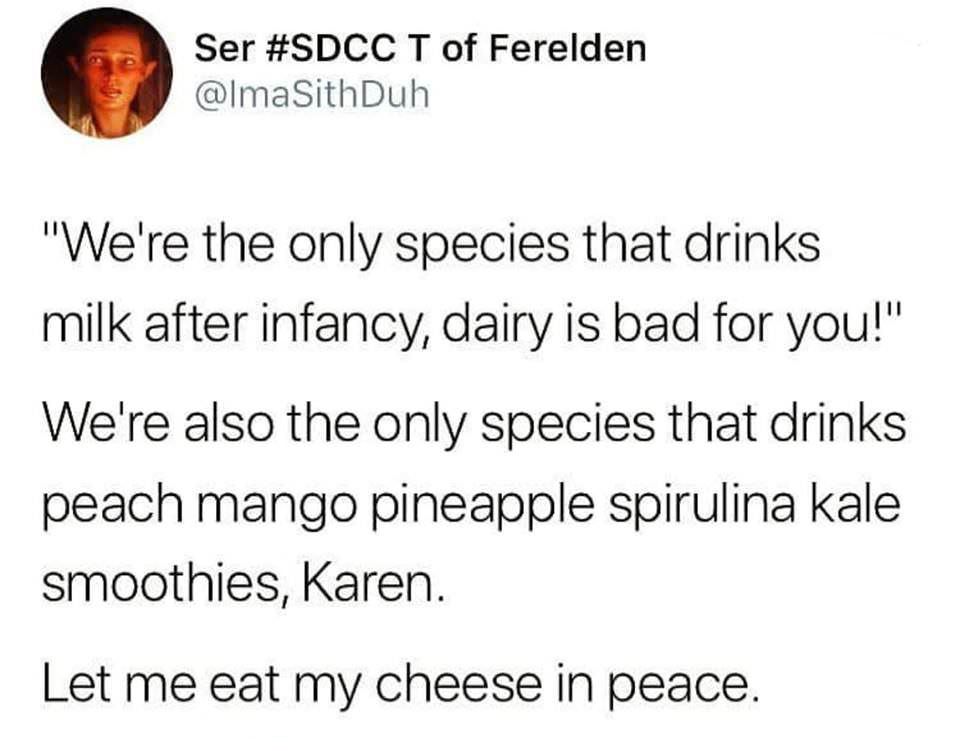 Ser #SDCC T of Ferelden
@ImaSithDuh
"We're the only species that drinks
milk after infancy, dairy is bad for you!"
We're also the only species that drinks
peach mango pineapple spirulina kale
smoothies, Karen.
Let me eat my cheese in peace.